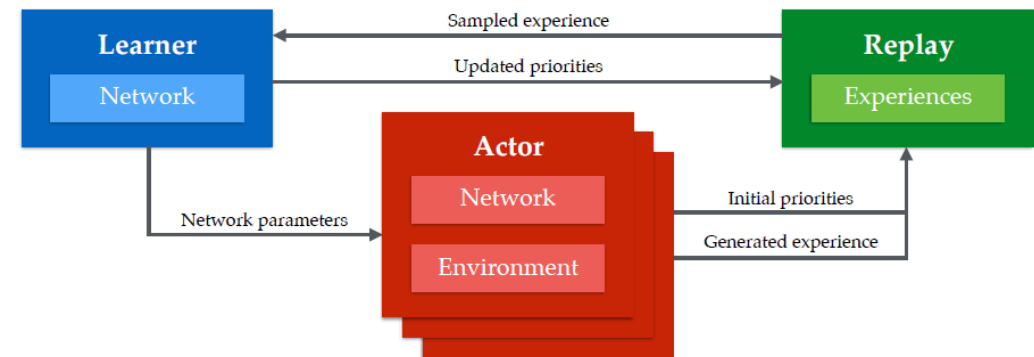 Sampled experience
Learner
Replay
Updated priorities
Network
Experiences
Actor
Network
Initial priorities
Network parameters
Generated experience
Environment